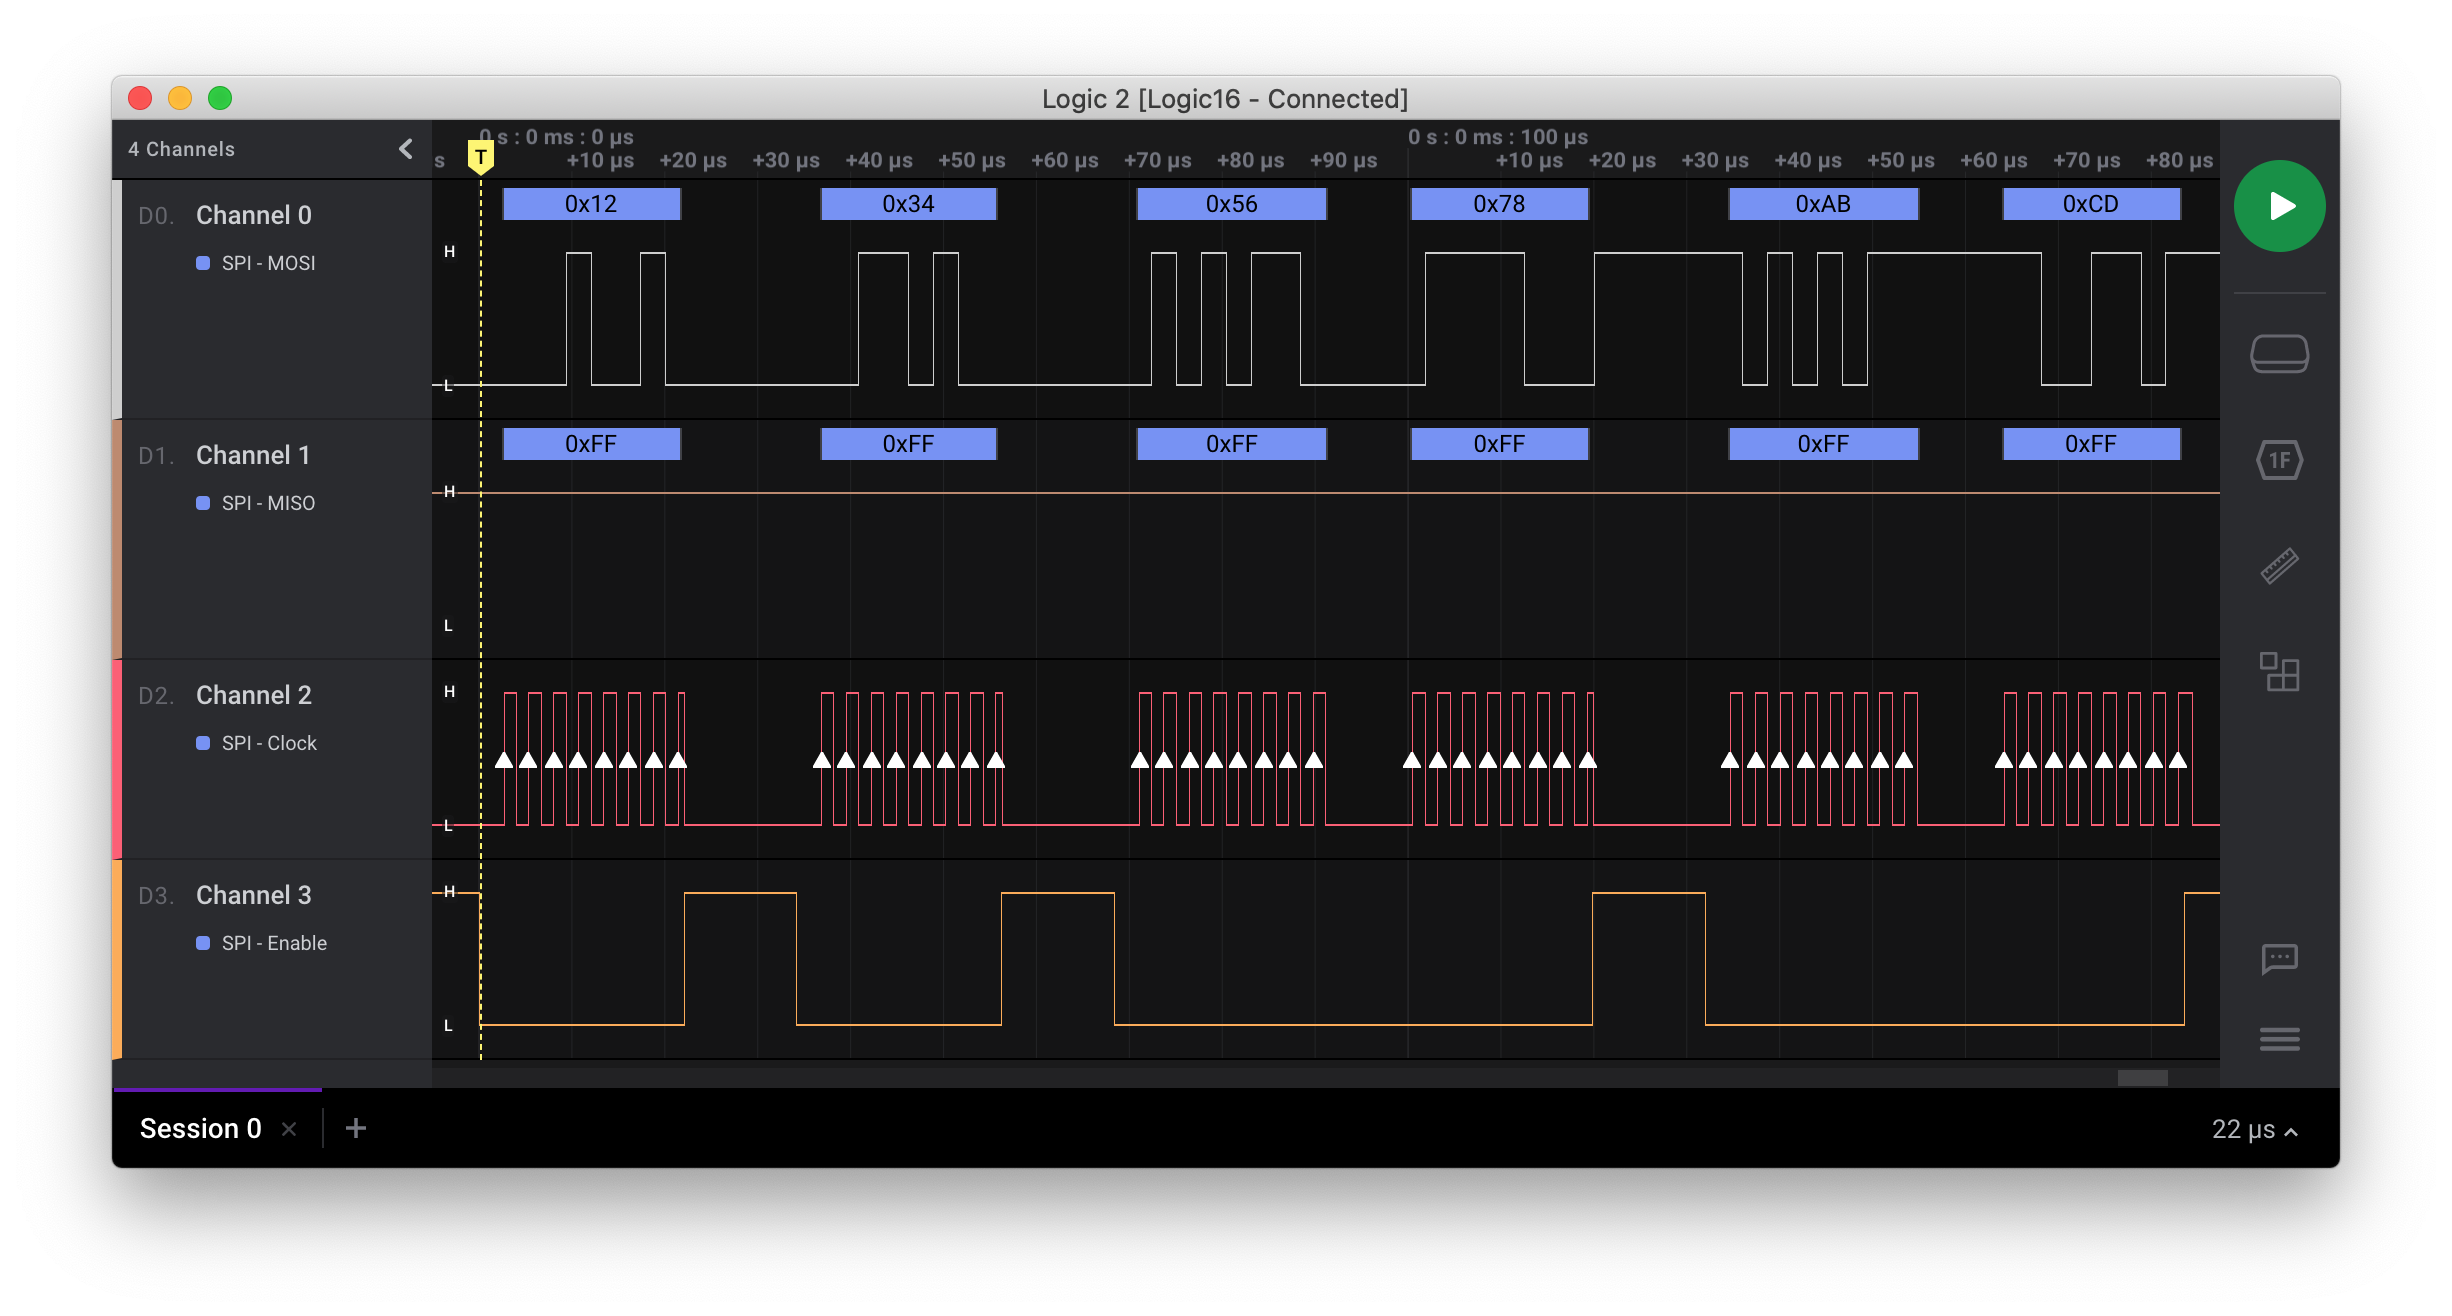 Logic 2 [Logic16 - Connected]
4 Channels
0 s : 0 ms : 0 µs
0 s : 0 ms : 100 µs
s
T
+10 µs +20 µs +30 µs +40 µs +50 µs +60 µs +70 µs +80 µs +90 µs
+10 µs +20 µs +30 µs +40 µs +50 µs +60 µs +70 µs +80 µs
D0. Channel 0
SPI - MOSI
0x12 0x34 0x56 0x78 0xAB 0xCD
H
L
D1. Channel 1
SPI - MISO
0xFF 0xFF 0xFF 0xFF 0xFF 0xFF
H
L
D2. Channel 2
SPI - Clock
H
L
D3. Channel 3
SPI - Enable
H
L
1F
Session 0
22 µs